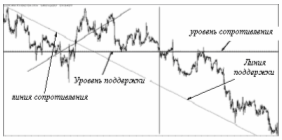 уровень сопротивления
Линия
поддержки
Уровень поддержки
линия сопротивления